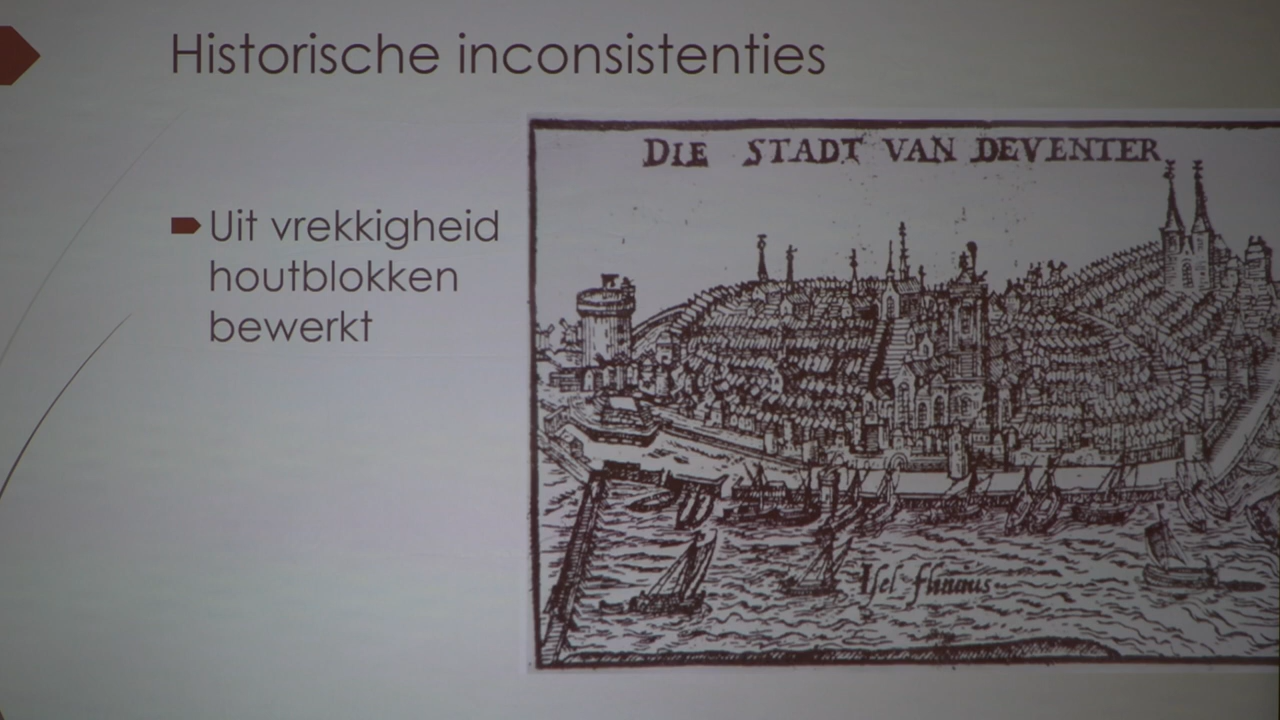 Historische inconsistenties
Uit vrekkigheid
houtblokken
bewerkt
DIE STADT VAN DEVENTER
Isel fluuius